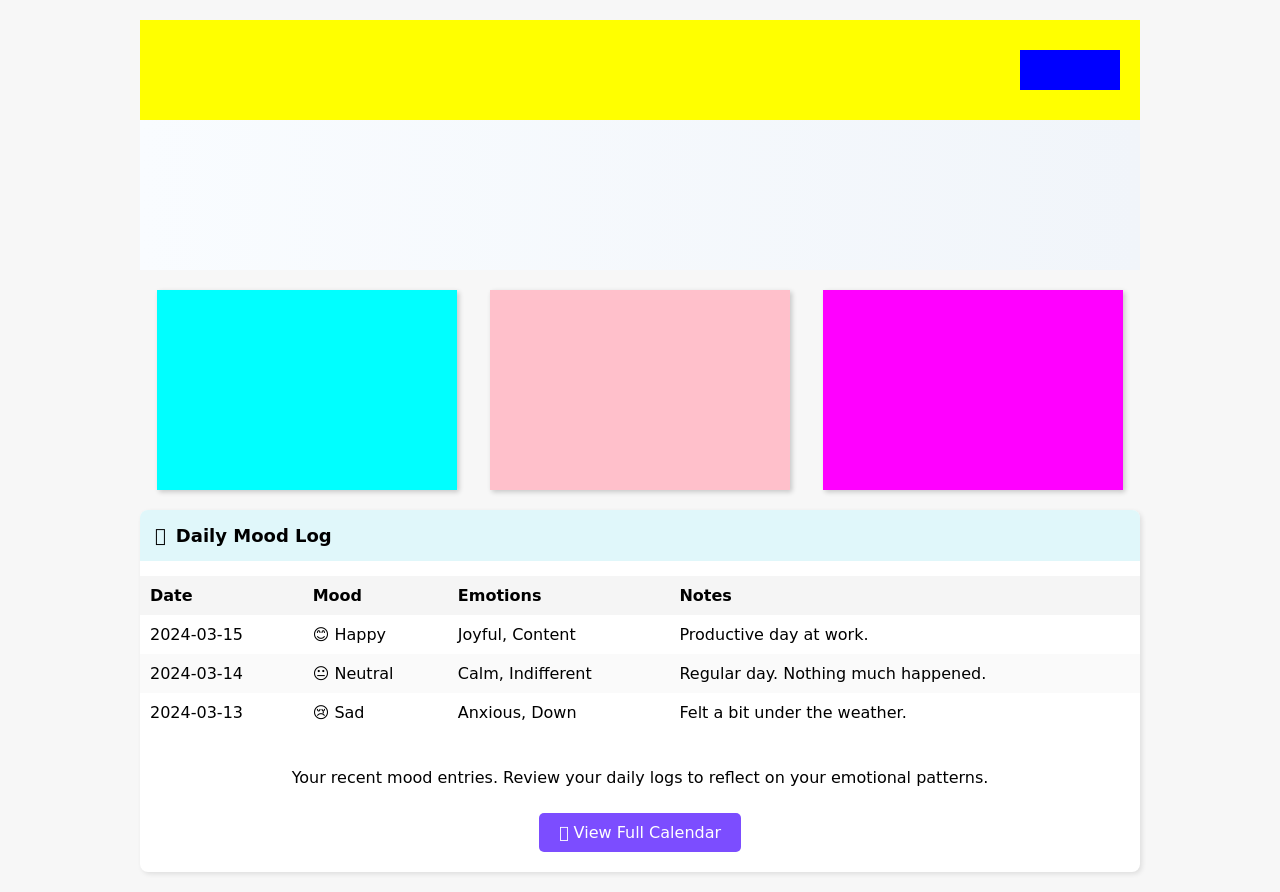 Daily Mood Log
Date Mood Emotions Notes
2024-03-15 😊 Happy Joyful, Content Productive day at work.
2024-03-14 😐 Neutral Calm, Indifferent Regular day. Nothing much happened.
2024-03-13 😢 Sad Anxious, Down Felt a bit under the weather.
Your recent mood entries. Review your daily logs to reflect on your emotional patterns.
View Full Calendar